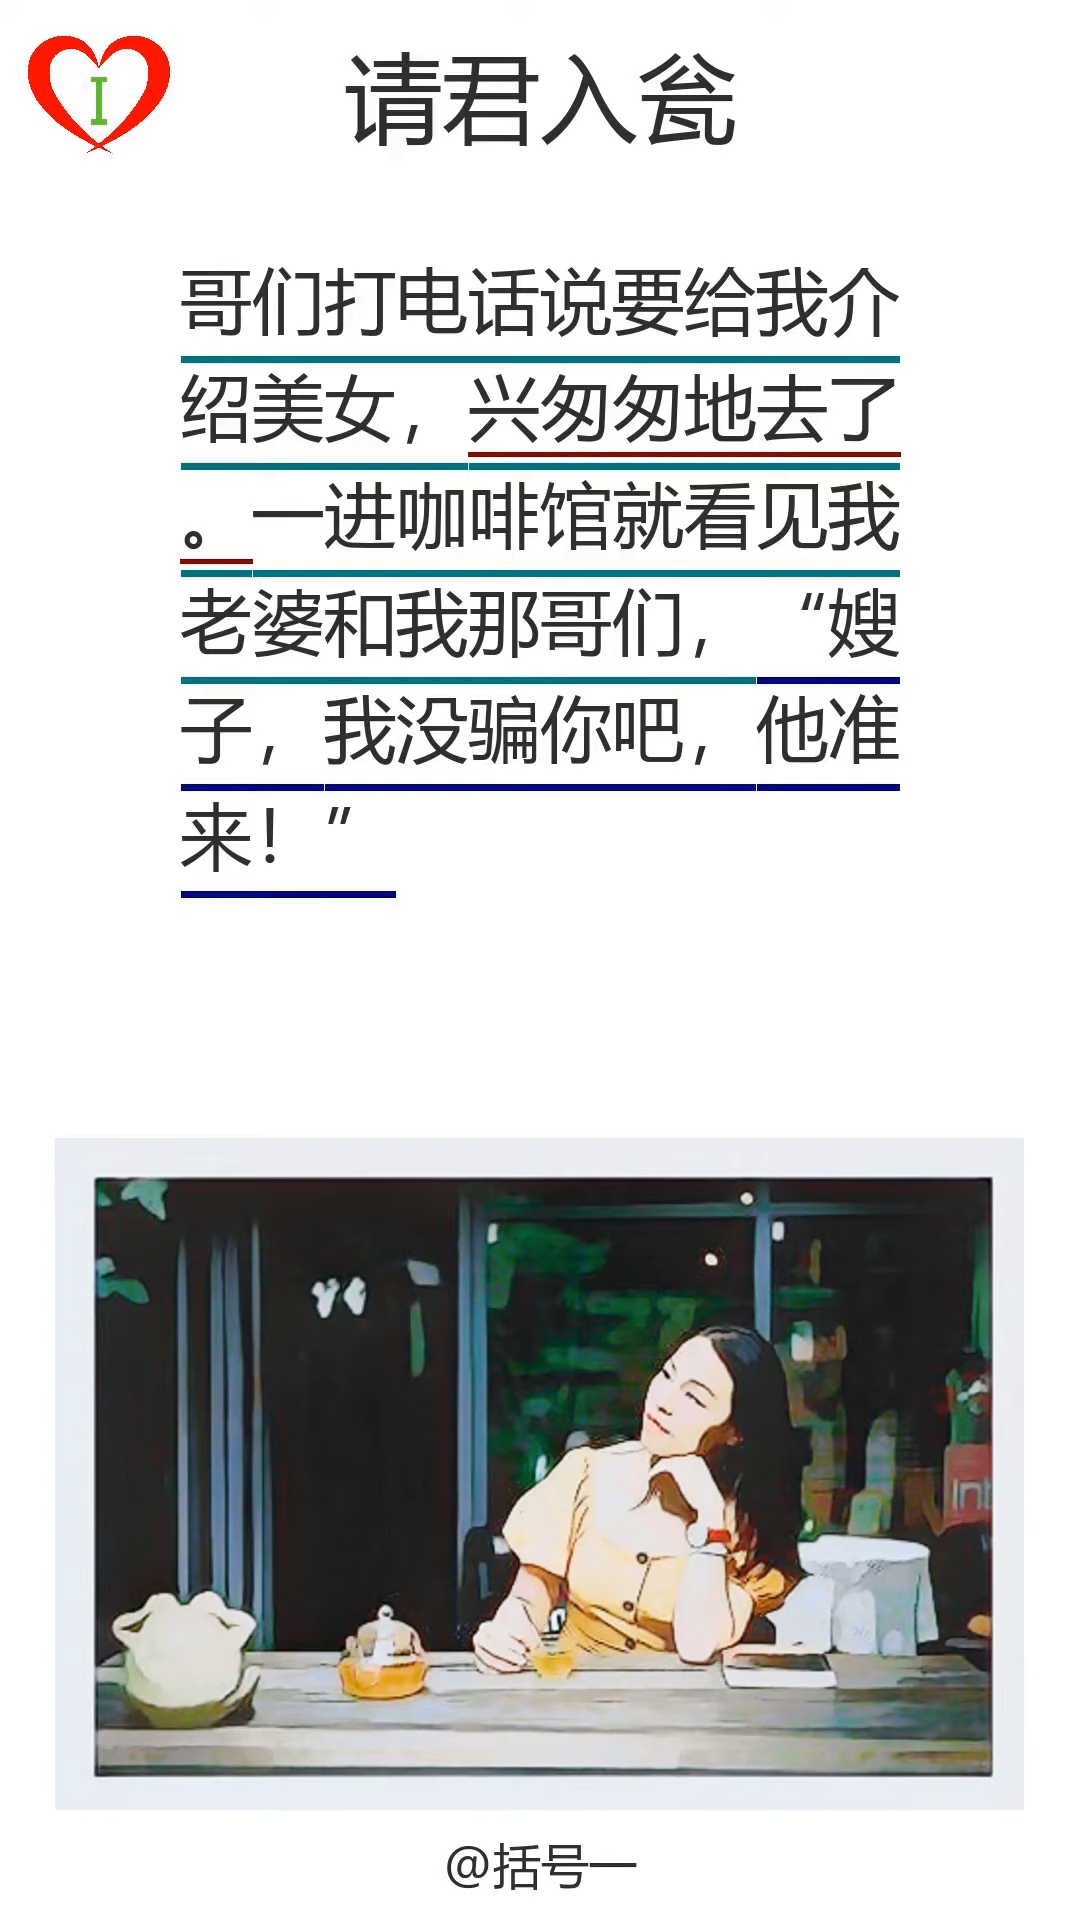 I
请君入瓮
哥们打电话说要给我介
绍美女，兴匆匆地去了
。一进咖啡馆就看见我
老婆和我那哥们，“嫂
子，我没骗你吧，他准
来！”
@括号一